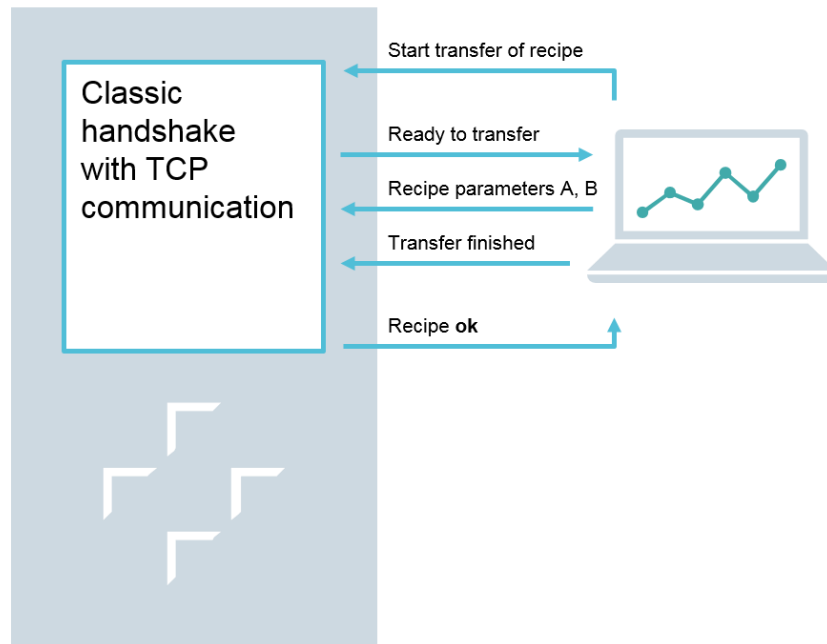 Classic
handshake
with TCP
communication
Start transfer of recipe
Ready to transfer
Recipe parameters A, B
Transfer finished
Recipe ok